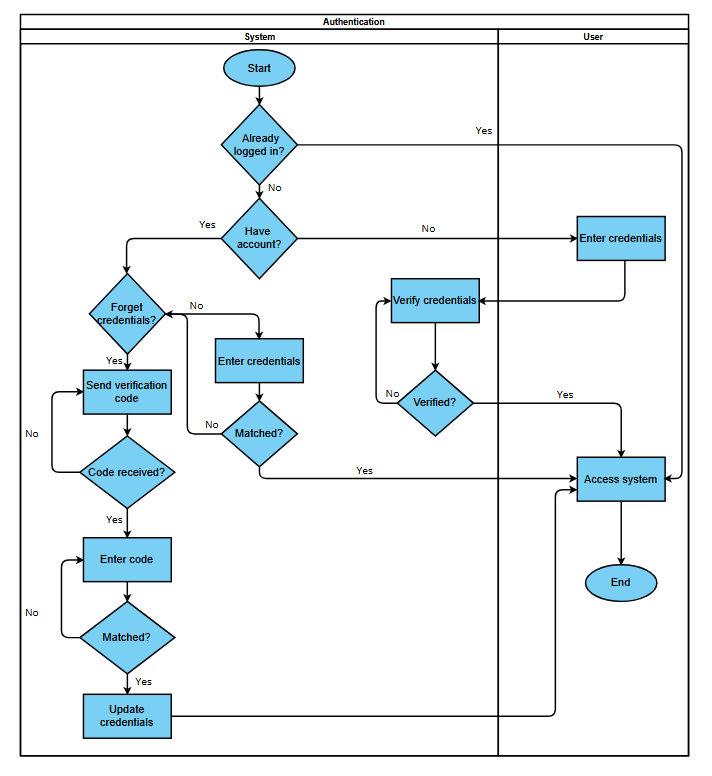 Authentication
System
User
Start
Already
logged in?
Yes
No
Have
account?
Yes
No
Enter credentials
Forget
credentials?
No
Verify credentials
Enter credentials
Yes
Send verification
code
No
Verified?
Yes
No
Matched?
No
Code received?
Yes
Access system
Yes
Enter code
End
No
Matched?
Yes
Update
credentials